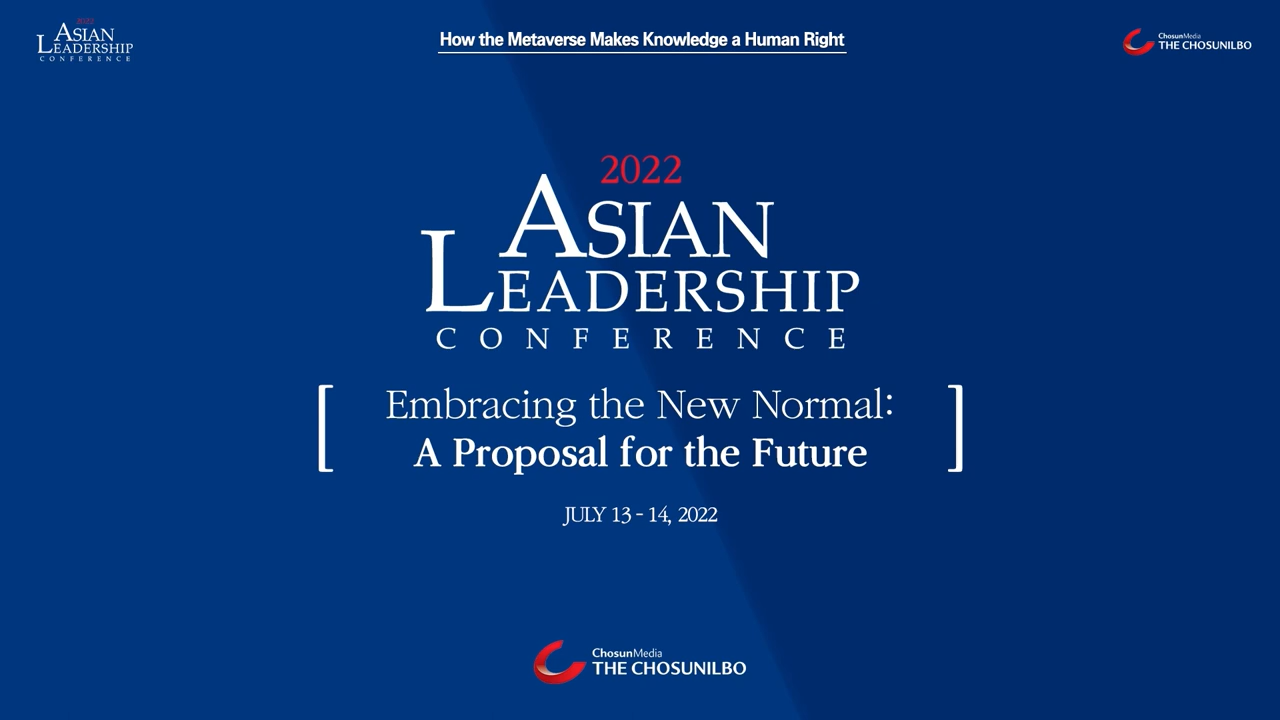 2022
ASIAN
LEADERSHIP
CONFERENCE
How the Metaverse Makes Knowledge a Human Right
ChosunMedia
THE CHOSUNILBO
2022
ASIAN
LEADERSHIP
CONFERENCE
[ Embracing the New Normal:
A Proposal for the Future ]
JULY 13 - 14, 2022
ChosunMedia
THE CHOSUNILBO